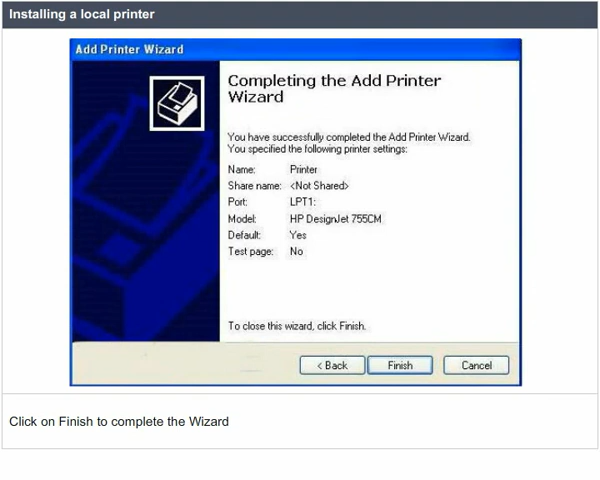 Installing a local printer
Add Printer Wizard
Completing the Add Printer
Wizard
You have successfully completed the Add Printer Wizard.
You specified the following printer settings:
Name: Printer
Share name: <Not Shared>
Port: LPT1:
Model: HP DesignJet 755CM
Default: Yes
Test page: No
To close this wizard, click Finish.
< Back Finish Cancel
Click on Finish to complete the Wizard